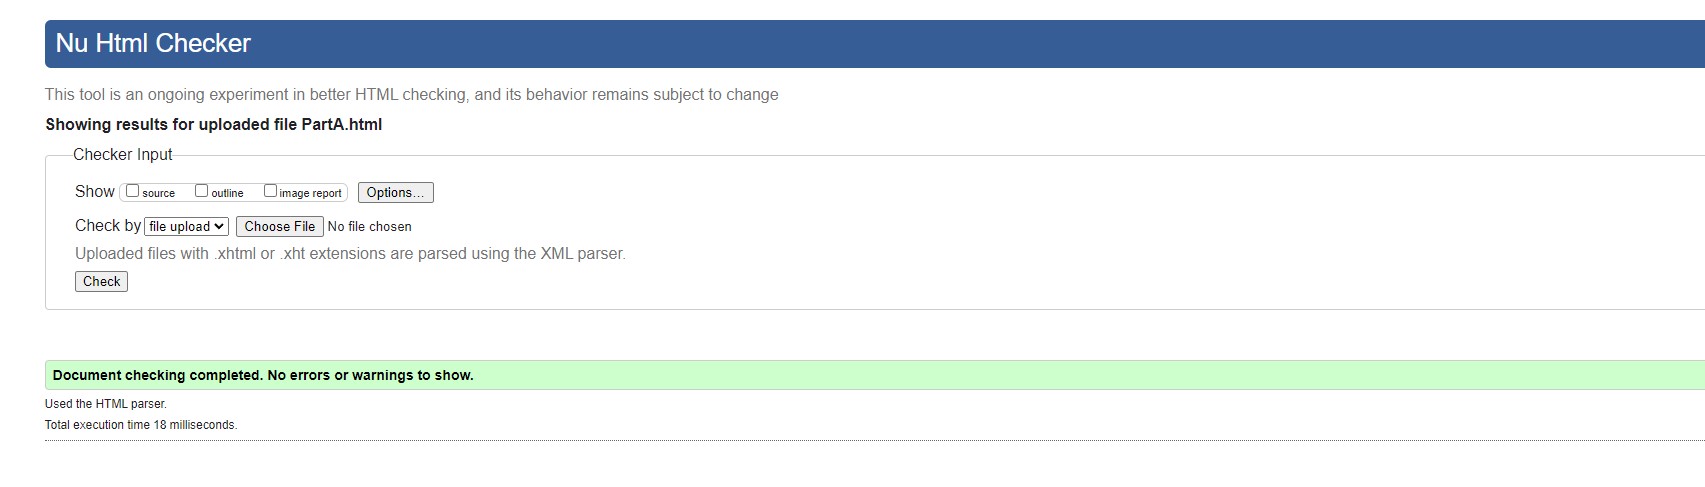 Nu Html Checker
This tool is an ongoing experiment in better HTML checking, and its behavior remains subject to change
Showing results for uploaded file PartA.html
Checker Input
Show source outline image report Options...
Check by file upload Choose File No file chosen
Uploaded files with .xhtml or .xht extensions are parsed using the XML parser.
Check
Document checking completed. No errors or warnings to show.
Used the HTML parser.
Total execution time 18 milliseconds.